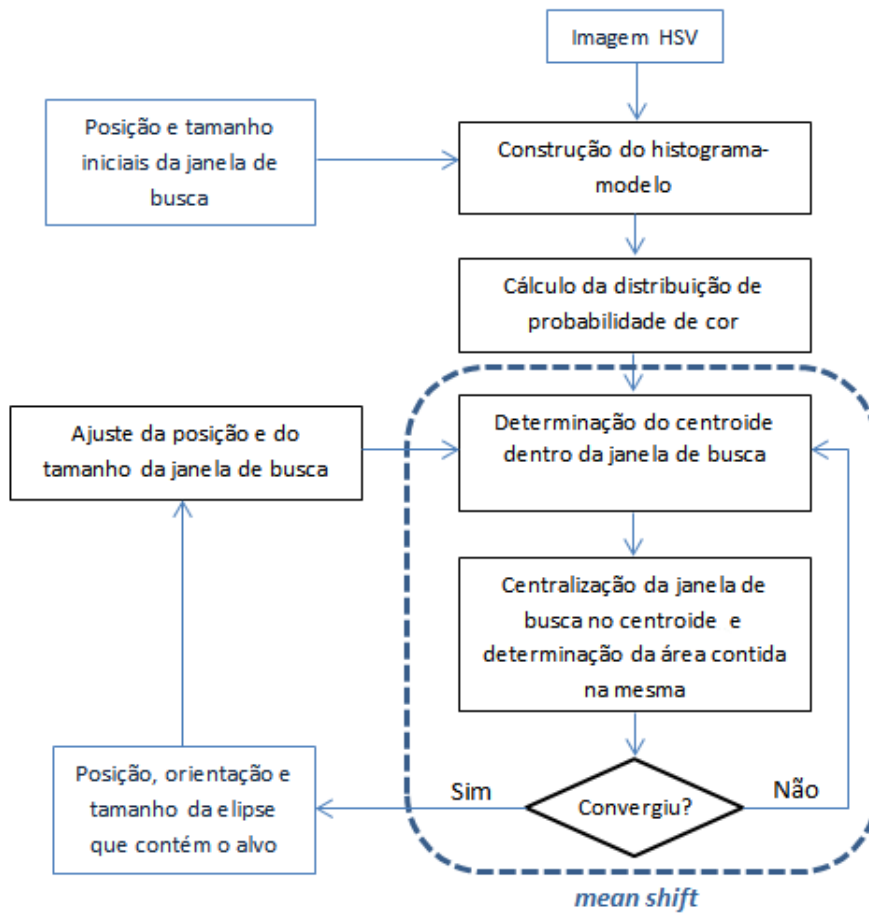 Imagem HSV
Posição e tamanho
iniciais da janela de
busca
Construção do histograma-
modelo
Cálculo da distribuição de
probabilidade de cor
Ajuste da posição e do
tamanho da janela de busca
Determinação do centroide
dentro da janela de busca
Centralização da janela de
busca no centroide e
determinação da área contida
na mesma
Posição, orientação e
tamanho da elipse
que contém o alvo
Sim
Convergiu?
Não
mean shift